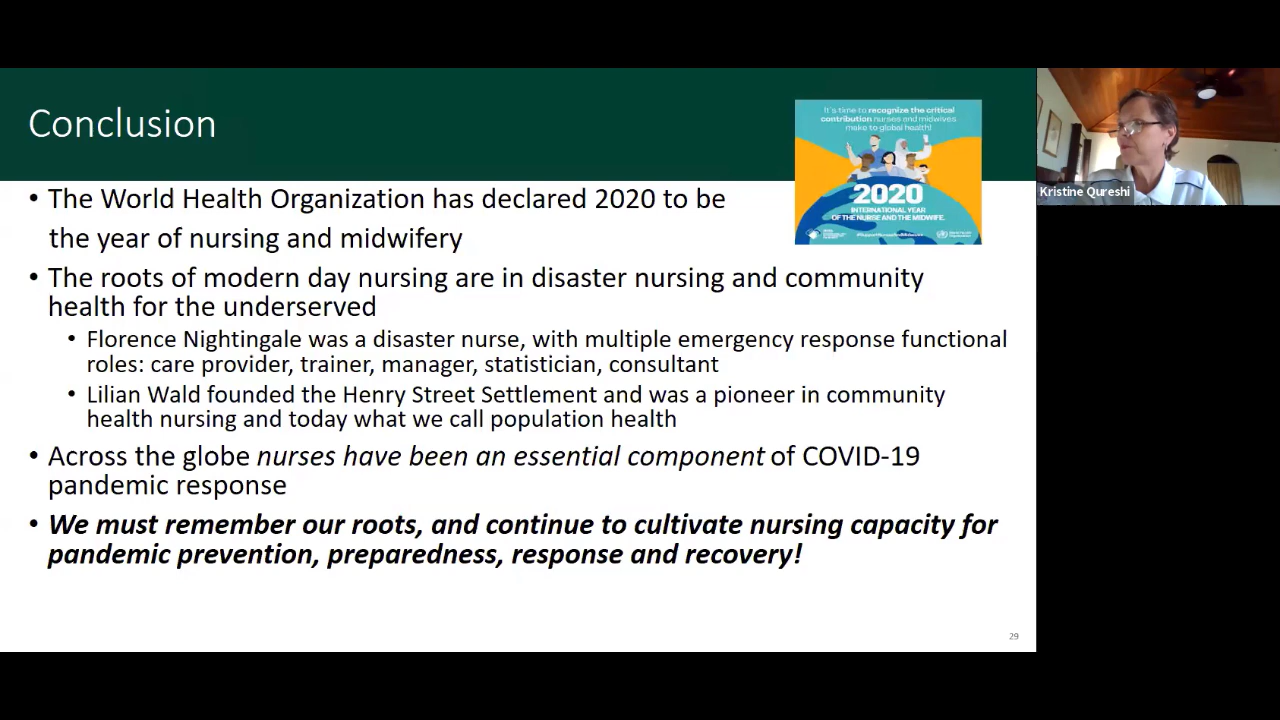 Conclusion
It's time to recognize the critical
contribution nurses and midwives
make to global health!
2020
INTERNATIONAL YEAR
OF THE NURSE AND THE MIDWIFE.
Kristine Qureshi
• The World Health Organization has declared 2020 to be
the year of nursing and midwifery
• The roots of modern day nursing are in disaster nursing and community
health for the underserved
• Florence Nightingale was a disaster nurse, with multiple emergency response functional
roles: care provider, trainer, manager, statistician, consultant
• Lilian Wald founded the Henry Street Settlement and was a pioneer in community
health nursing and today what we call population health
• Across the globe nurses have been an essential component of COVID-19
pandemic response
• We must remember our roots, and continue to cultivate nursing capacity for
pandemic prevention, preparedness, response and recovery!
29